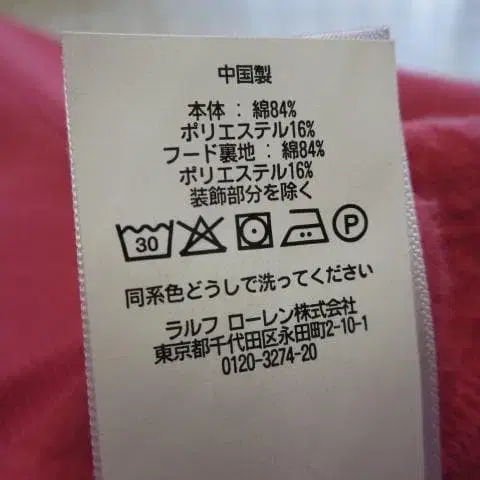 中国製
本体 : 綿84%
ポリエステル16%
フード裏地 : 綿84%
ポリエステル16%
装飾部分を除く
30 P
同系色どうしで洗ってください
ラルフ ローレン株式会社
東京都千代田区永田町2-10-1
0120-3274-20